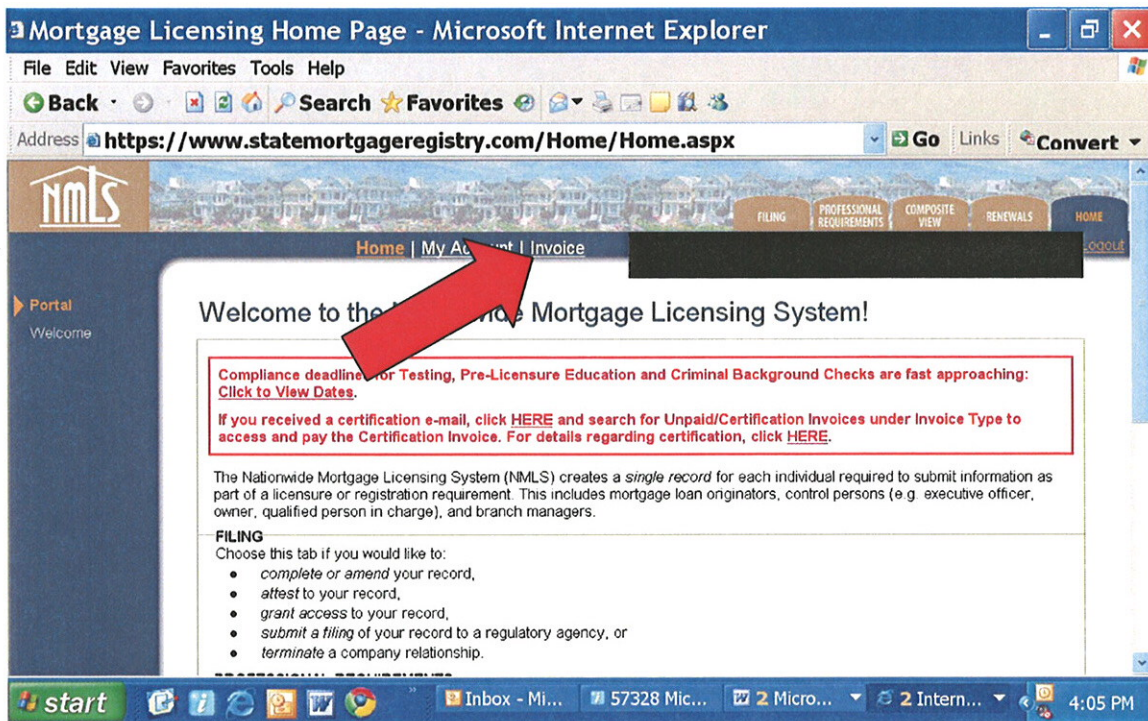 Mortgage Licensing Home Page - Microsoft Internet Explorer
File Edit View Favorites Tools Help
Back Search Favorites
Address https://www.statemortgageregistry.com/Home/Home.aspx Go Links Convert
NMLS
FILING PROFESSIONAL REQUIREMENTS COMPOSITE VIEW RENEWALS HOME
Home | My Account | Invoice Logout
Portal
Welcome
Welcome to the Mortgage Licensing System!
Compliance deadline for Testing, Pre-Licensure Education and Criminal Background Checks are fast approaching:
Click to View Dates.
If you received a certification e-mail, click HERE and search for Unpaid/Certification Invoices under Invoice Type to
access and pay the Certification Invoice. For details regarding certification, click HERE.
The Nationwide Mortgage Licensing System (NMLS) creates a single record for each individual required to submit information as
part of a licensure or registration requirement. This includes mortgage loan originators, control persons (e.g. executive officer,
owner, qualified person in charge), and branch managers.
FILING
Choose this tab if you would like to:
• complete or amend your record,
• attest to your record,
• grant access to your record,
• submit a filing of your record to a regulatory agency, or
• terminate a company relationship.
start Inbox - Mi... 57328 Mic... 2 Micro... 2 Intern... 4:05 PM